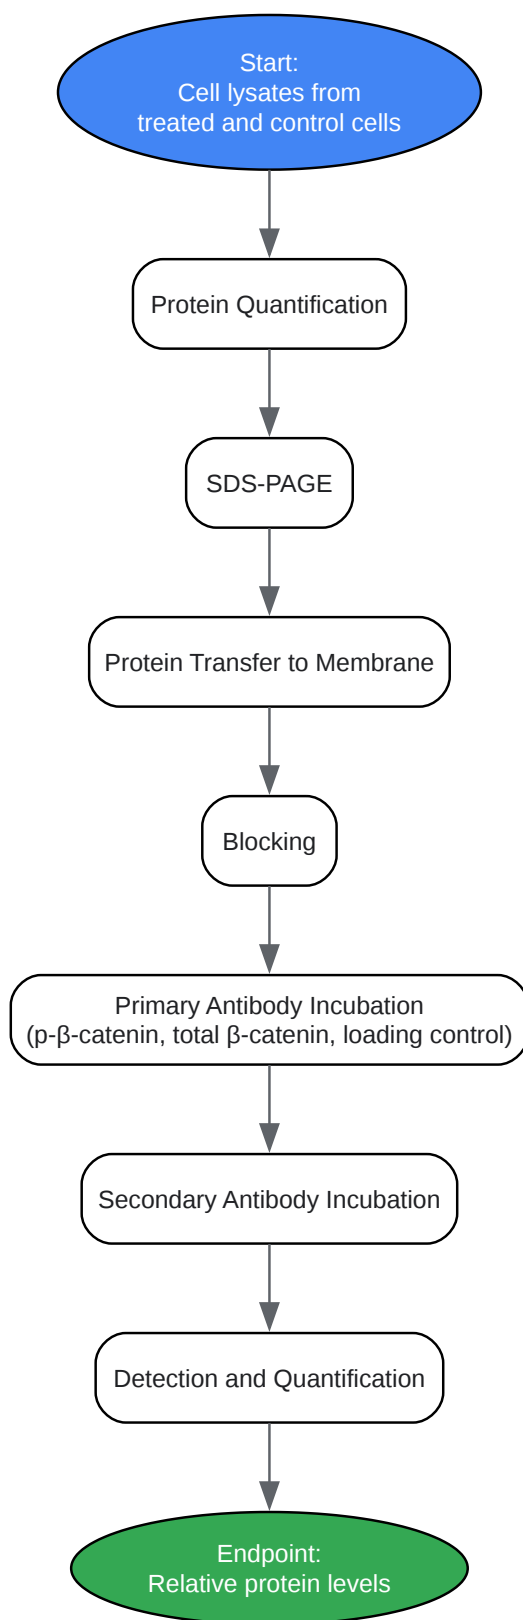 Start:
Cell lysates from
treated and control cells
Protein Quantification
SDS-PAGE
Protein Transfer to Membrane
Blocking
Primary Antibody Incubation
(p-β-catenin, total β-catenin, loading control)
Secondary Antibody Incubation
Detection and Quantification
Endpoint:
Relative protein levels